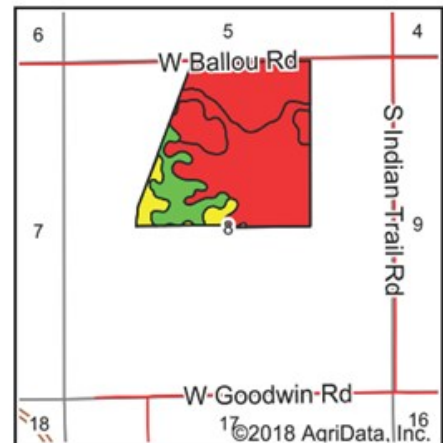 6 5 4
W Ballou Rd
S Indian Trail Rd
7 8 9
W Goodwin Rd
18 17 16
©2018 AgriData, Inc.